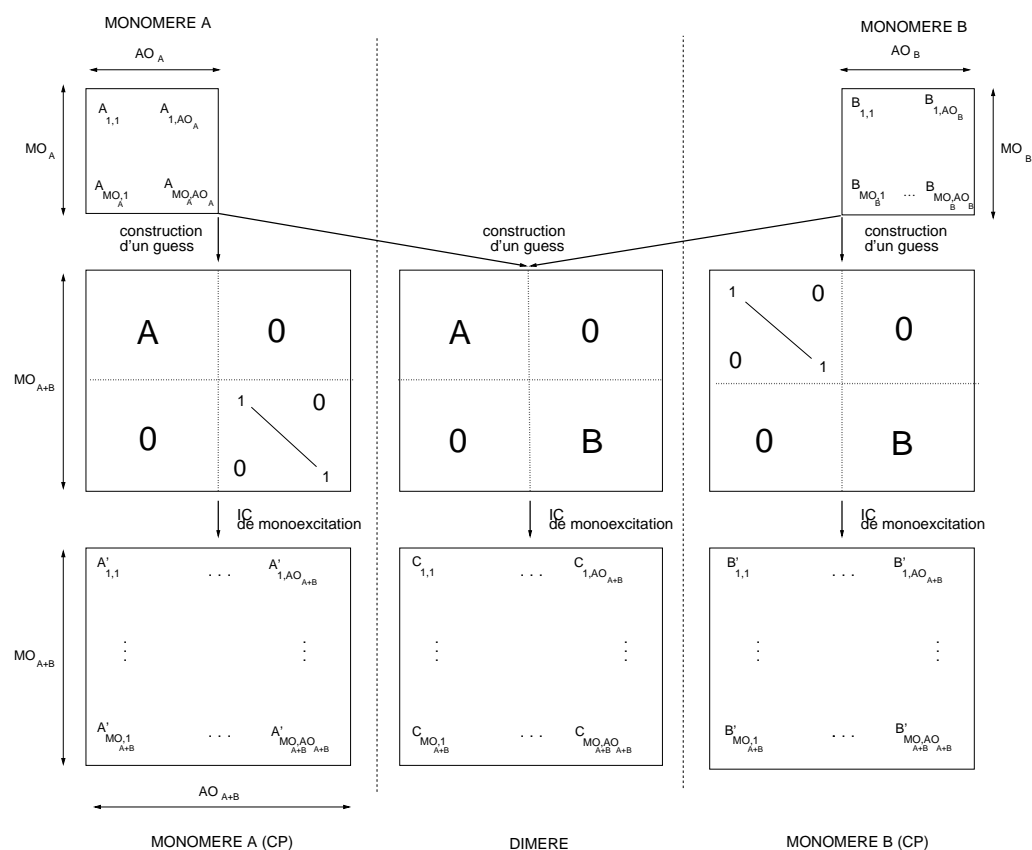 MONOMERE A
MONOMERE B
AO A
AO B
MO A
A 1,1
A 1,AO A
A MO A,1
A MO A,AO A
B 1,1
B 1,AO B
B MO B,1 ... B MO B,AO B
MO B
construction
d'un guess
construction
d'un guess
construction
d'un guess
MO A+B
A 0
0 1 0 0 1
A 0
0 B
1 0 0 1 0
0 B
IC
de monoexcitation
IC
de monoexcitation
IC
de monoexcitation
MO A+B
A' 1,1 . . . A' 1,AO A+B
C 1,1 . . . C 1,AO A+B
B' 1,1 . . . B' 1,AO A+B
A' MO A+B,1 . . . A' MO A+B,AO A+B
C MO A+B,1 . . . C MO A+B,AO A+B
B' MO A+B,1 . . . B' MO A+B,AO A+B
AO A+B
MONOMERE A (CP)
DIMERE
MONOMERE B (CP)